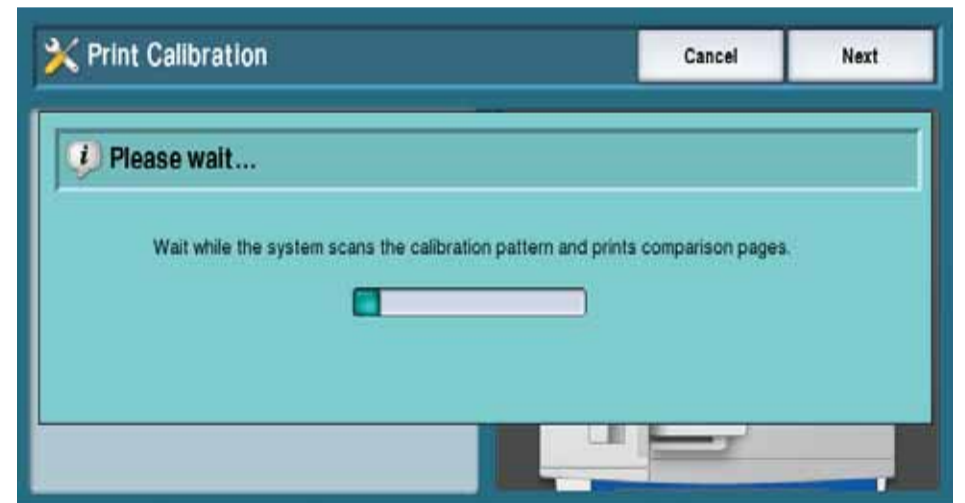 Print Calibration
Cancel
Next
Please wait...
Wait while the system scans the calibration pattern and prints comparison pages.